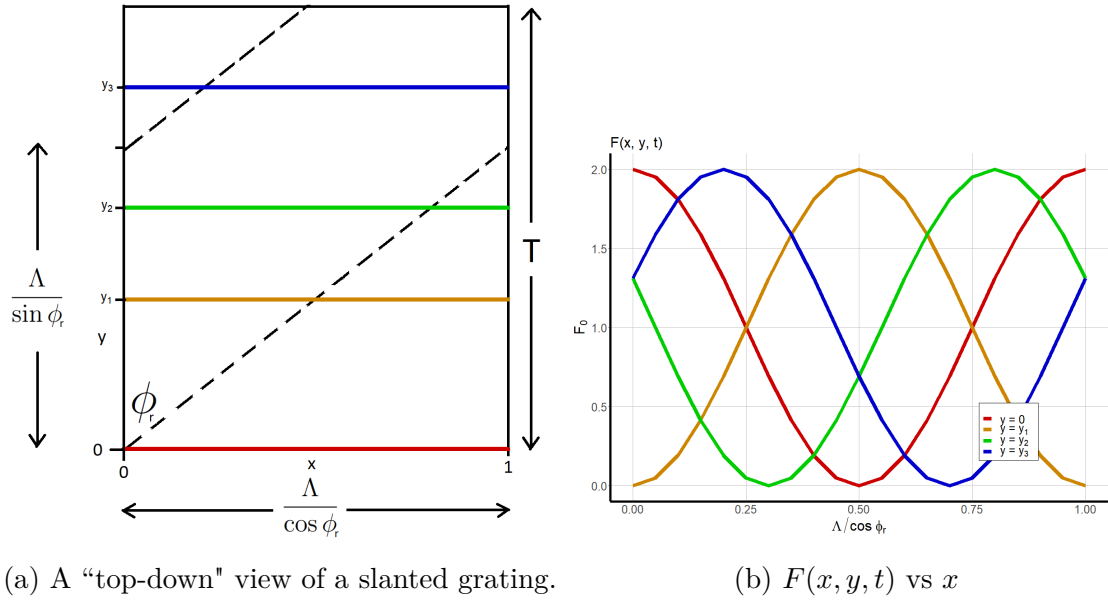 y₃
y₂
Λ
sin ϕᵣ
y₁
y
ϕᵣ
0
0
x
1
Λ
cos ϕᵣ
T
(a) A “top-down" view of a slanted grating.
F(x, y, t)
2.0
1.5
1.0
0.5
0.0
F₀
y = 0
y = y₁
y = y₂
y = y₃
0.00
0.25
0.50
0.75
1.00
Λ/cos ϕᵣ
(b) F(x, y, t) vs x